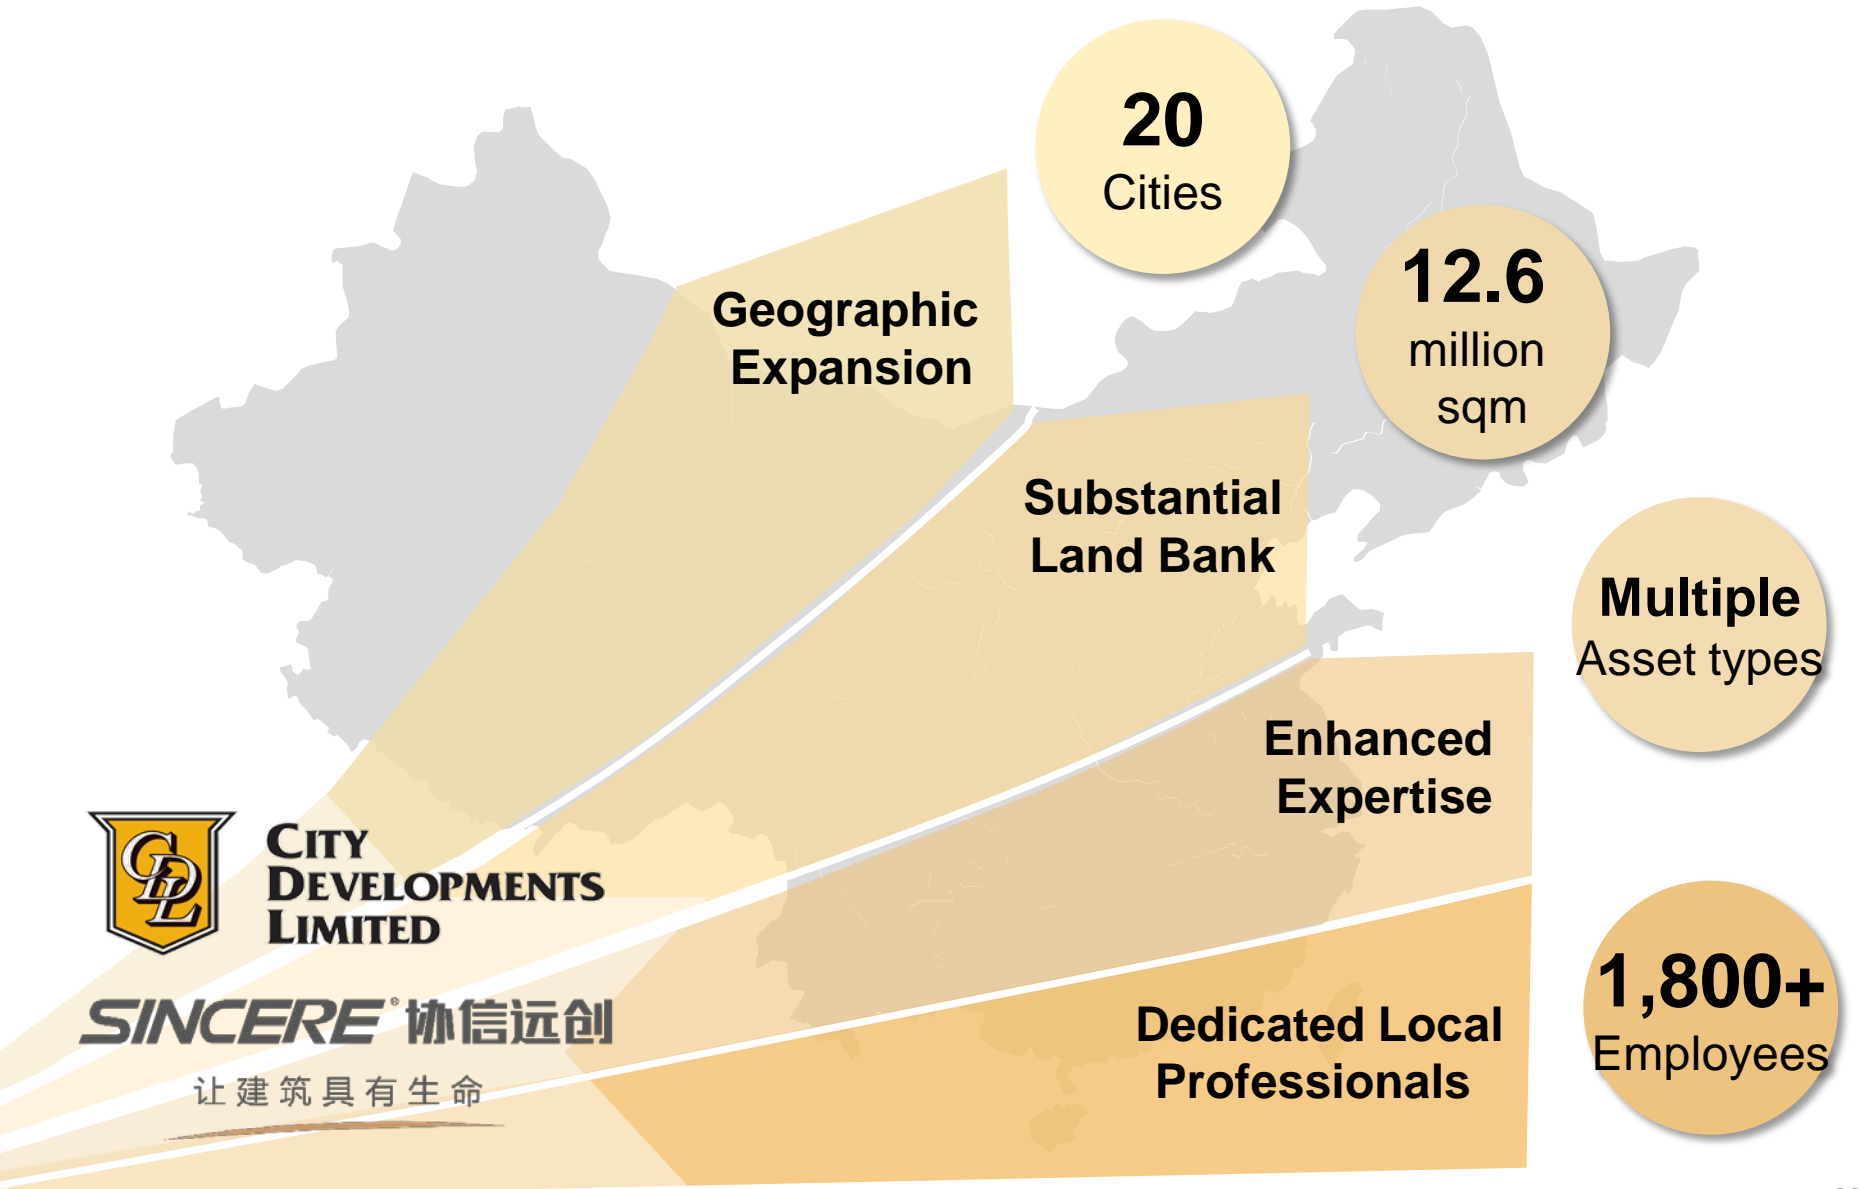 20
Cities
12.6
million
sqm
Geographic
Expansion
Substantial
Land Bank
Multiple
Asset types
Enhanced
Expertise
CITY
DEVELOPMENTS
LIMITED
CDL
SINCERE® 协信远创
让建筑具有生命
1,800+
Employees
Dedicated Local
Professionals